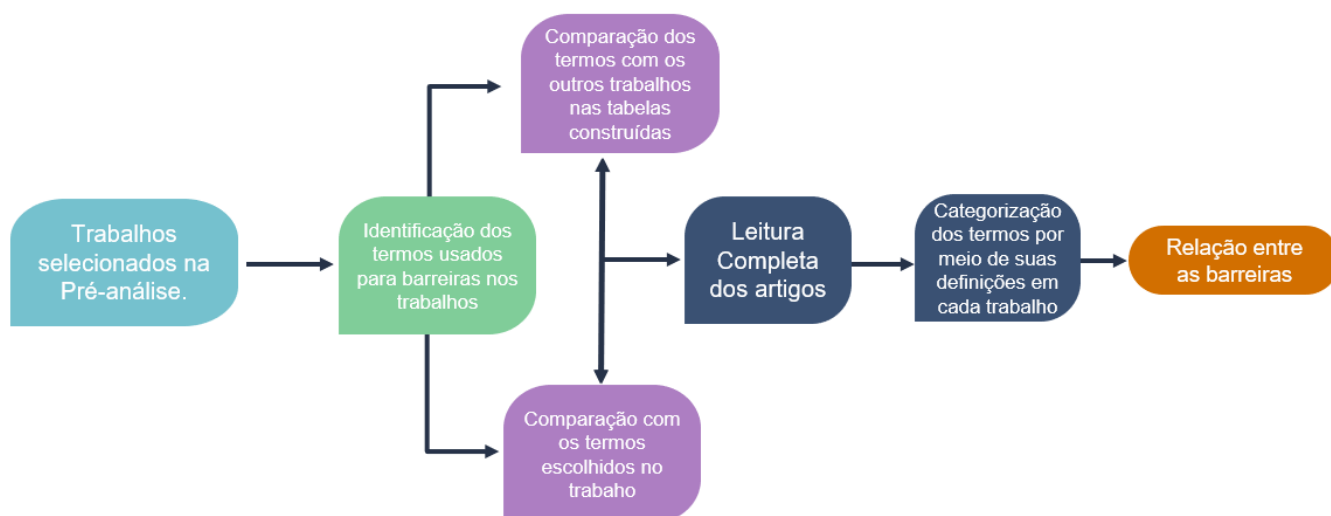 Trabalhos
selecionados na
Pré-análise.
Identificação dos
termos usados
para barreiras nos
trabalhos
Comparação dos
termos com os
outros trabalhos
nas tabelas
construídas
Comparação com
os termos
escolhidos no
trabaho
Leitura
Completa
dos artigos
Categorização
dos termos por
meio de suas
definições em
cada trabalho
Relação entre
as barreiras